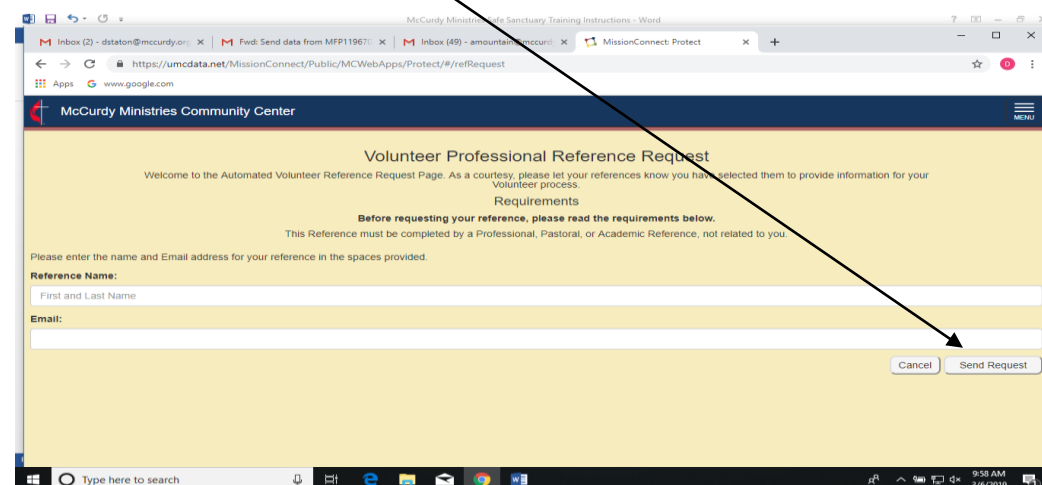 McCurdy Ministries Safe Sanctuary Training Instructions - Word
Inbox (2) - dstaton@mccurdy.org
Fwd: Send data from MFP119670
Inbox (49) - amountain@mccurd
MissionConnect: Protect
https://umcdata.net/MissionConnect/Public/MCWebApps/Protect/#/refRequest
D
Apps
www.google.com
McCurdy Ministries Community Center
MENU
Volunteer Professional Reference Request
Welcome to the Automated Volunteer Reference Request Page. As a courtesy, please let your references know you have selected them to provide information for your
Volunteer process.
Requirements
Before requesting your reference, please read the requirements below.
This Reference must be completed by a Professional, Pastoral, or Academic Reference, not related to you.
Please enter the name and Email address for your reference in the spaces provided.
Reference Name:
First and Last Name
Email:
Cancel
Send Request
Type here to search
9:58 AM
3/6/2019